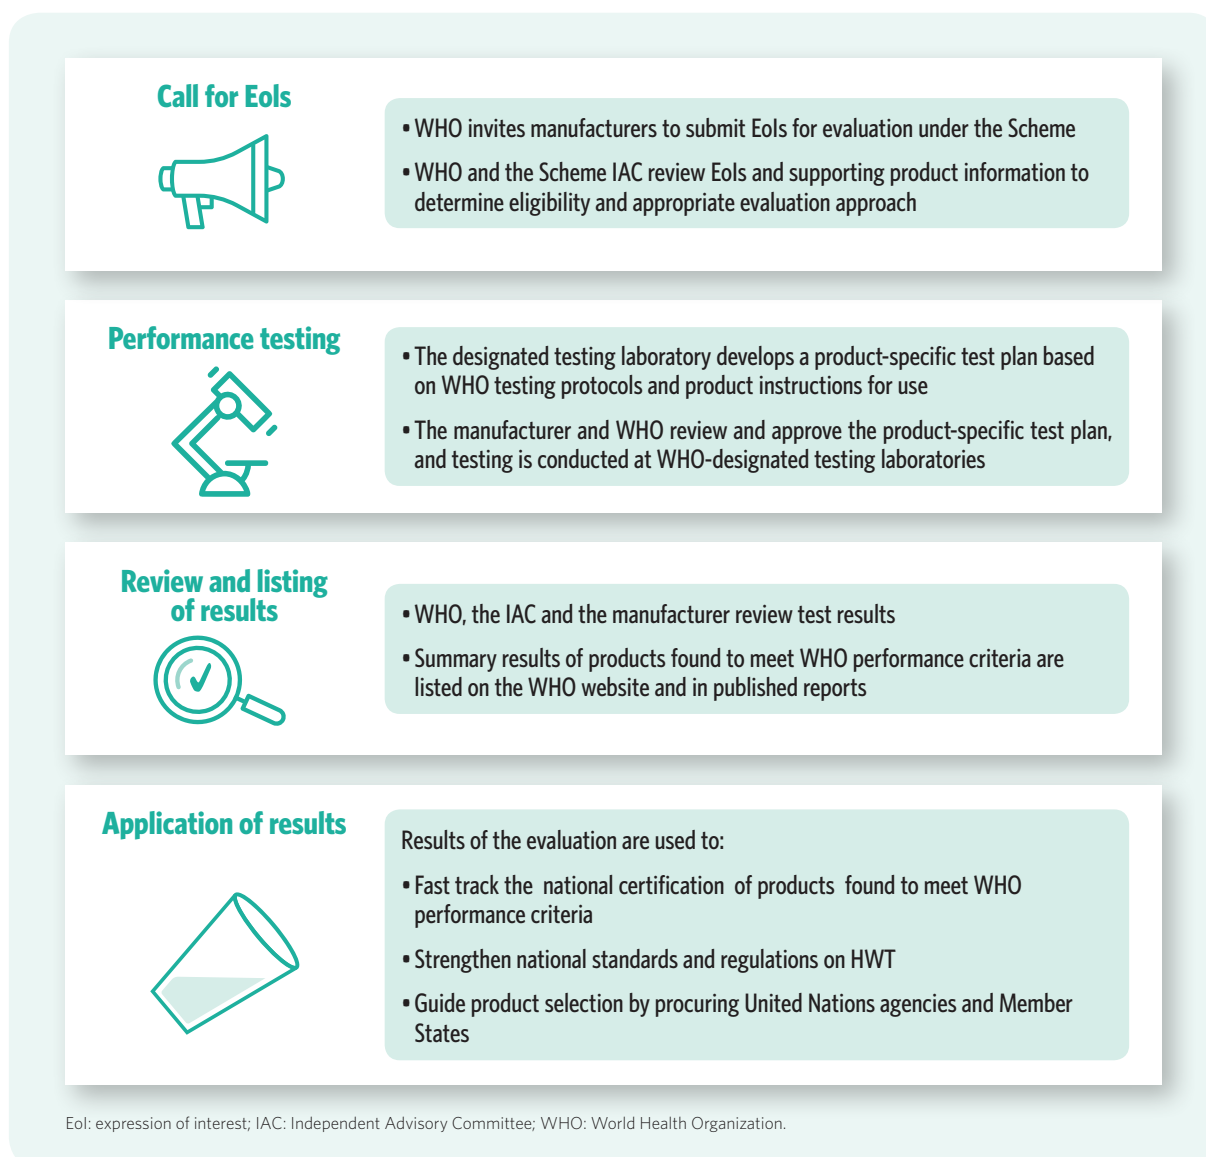 Call for EoIs
• WHO invites manufacturers to submit EoIs for evaluation under the Scheme
• WHO and the Scheme IAC review EoIs and supporting product information to
determine eligibility and appropriate evaluation approach
Performance testing
• The designated testing laboratory develops a product-specific test plan based
on WHO testing protocols and product instructions for use
• The manufacturer and WHO review and approve the product-specific test plan,
and testing is conducted at WHO-designated testing laboratories
Review and listing
of results
• WHO, the IAC and the manufacturer review test results
• Summary results of products found to meet WHO performance criteria are
listed on the WHO website and in published reports
Application of results
Results of the evaluation are used to:
• Fast track the national certification of products found to meet WHO
performance criteria
• Strengthen national standards and regulations on HWT
• Guide product selection by procuring United Nations agencies and Member
States
EoI: expression of interest; IAC: Independent Advisory Committee; WHO: World Health Organization.